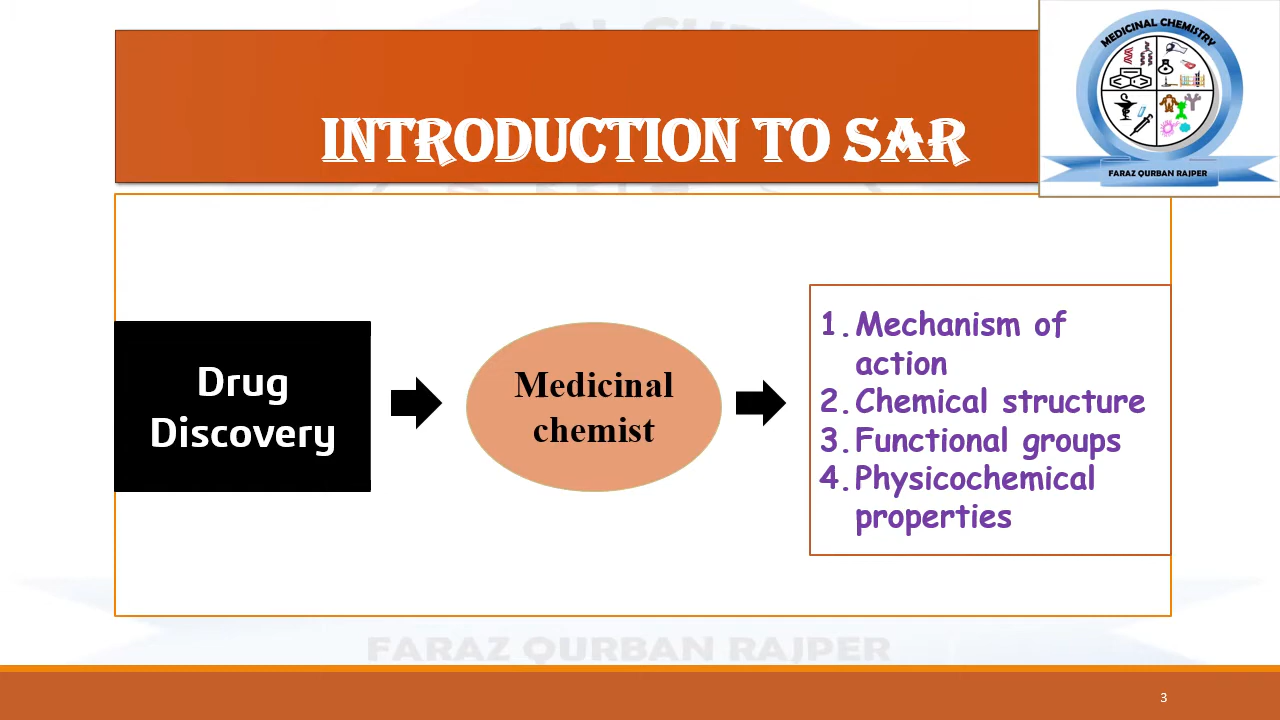 INTRODUCTION TO SAR
MEDICINAL CHEMISTRY
FARAZ QURBAN RAJPER
Drug
Discovery
Medicinal
chemist
1. Mechanism of
action
2. Chemical structure
3. Functional groups
4. Physicochemical
properties
FARAZ QURBAN RAJPER
3